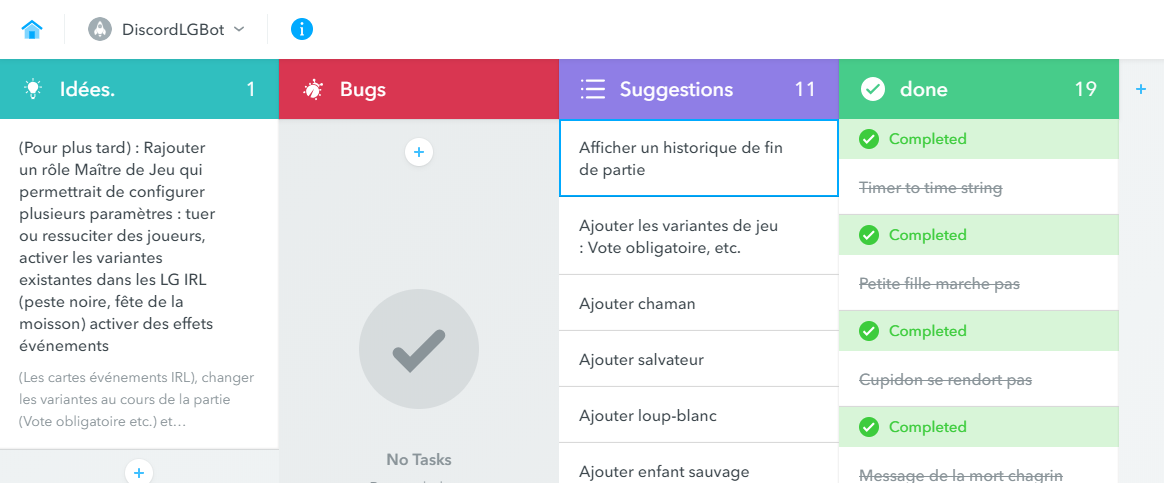 DiscordLGBot
Idées.
1
(Pour plus tard) : Rajouter
un rôle Maître de Jeu qui
permettrait de configurer
plusieurs paramètres : tuer
ou ressuciter des joueurs,
activer les variantes
existantes dans les LG IRL
(peste noire, fête de la
moisson) activer des effets
événements
(Les cartes événements IRL), changer
les variantes au cours de la partie
(Vote obligatoire etc.) et…
Bugs
No Tasks
Suggestions
11
Afficher un historique de fin
de partie
Ajouter les variantes de jeu
: Vote obligatoire, etc.
Ajouter chaman
Ajouter salvateur
Ajouter loup-blanc
Ajouter enfant sauvage
done
19
Completed
Timer to time string
Completed
Petite fille marche pas
Completed
Cupidon se rendort pas
Completed
Message de la mort chagrin